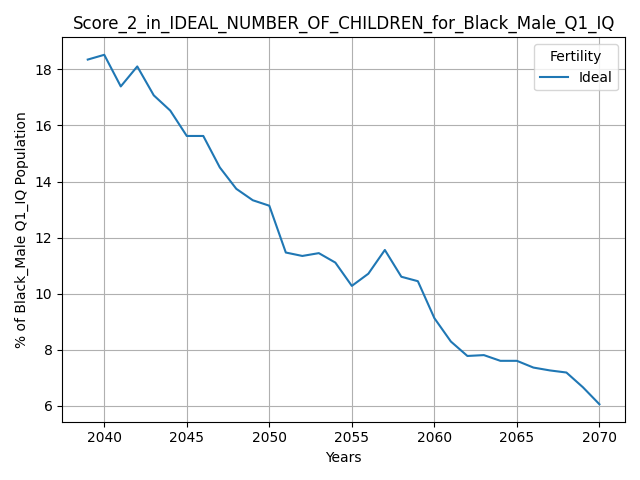 Score_2_in_IDEAL_NUMBER_OF_CHILDREN_for_Black_Male_Q1_IQ
Fertility
Ideal
% of Black_Male Q1_IQ Population
18
16
14
12
10
8
6
2040 2045 2050 2055 2060 2065 2070
Years